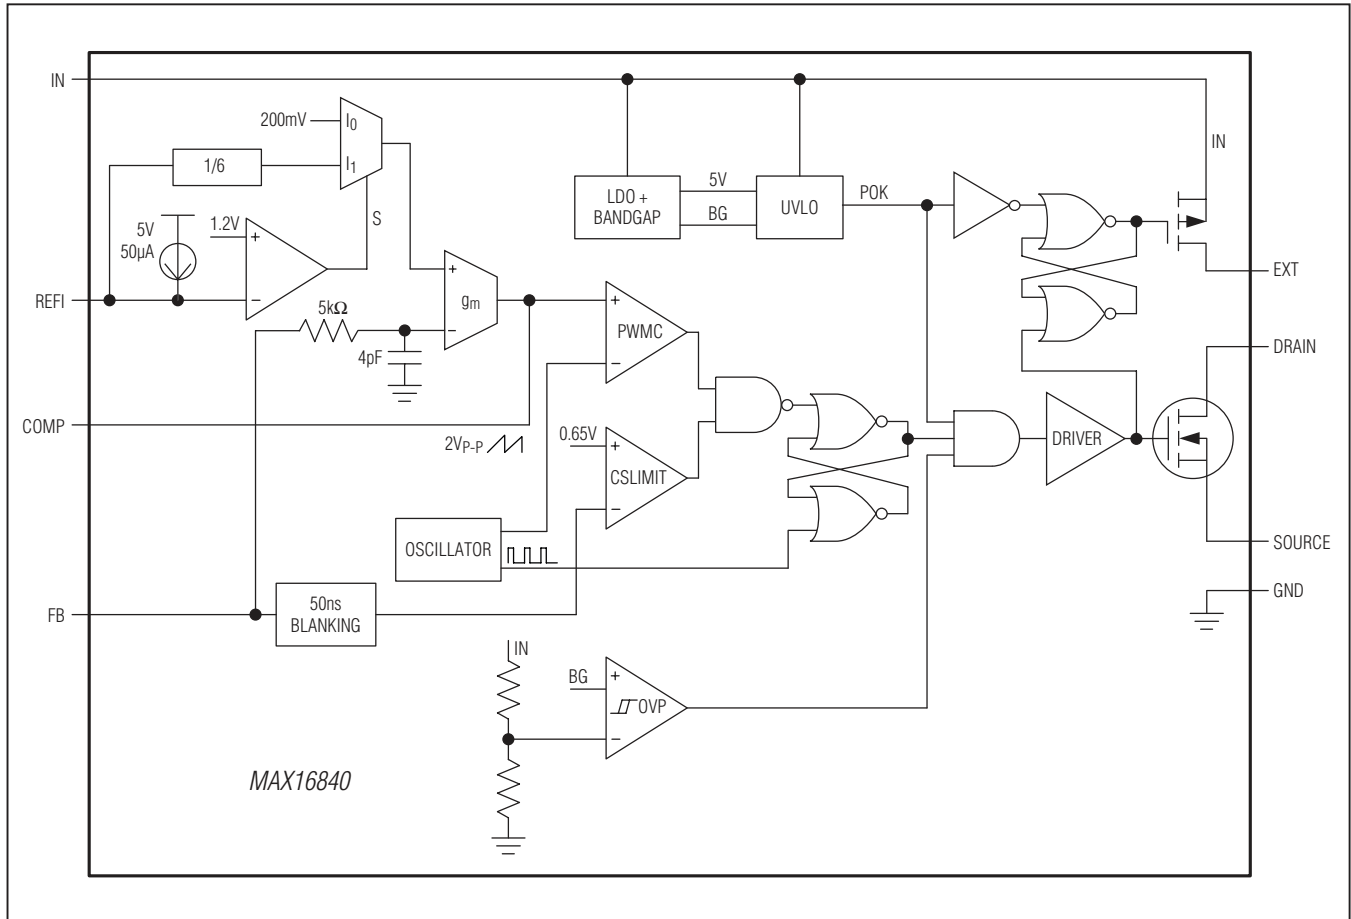 IN
200mV
I0
I1
1/6
S
5V
50µA
1.2V
+
−
REFI
5kΩ
4pF
+
gm
−
COMP
2VP-P
LDO +
BANDGAP
5V
BG
UVLO
POK
IN
EXT
+
PWMC
−
0.65V
+
CSLIMIT
−
DRIVER
DRAIN
SOURCE
GND
OSCILLATOR
FB
50ns
BLANKING
IN
BG
+
OVP
−
MAX16840